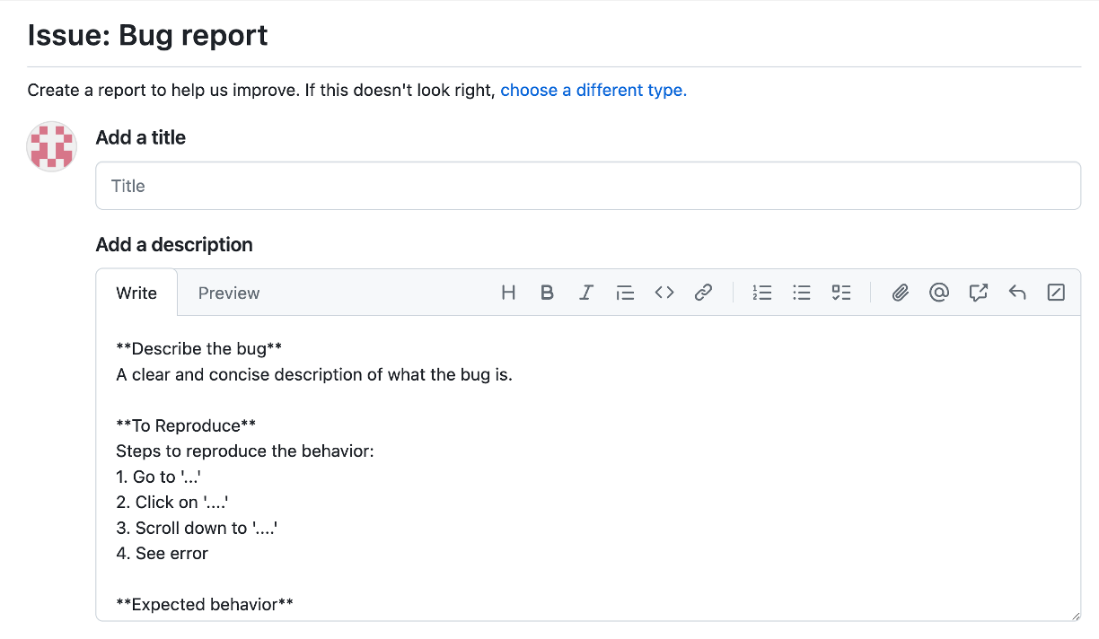 Issue: Bug report
Create a report to help us improve. If this doesn't look right, choose a different type.
Add a title
Title
Add a description
Write Preview
**Describe the bug**
A clear and concise description of what the bug is.
**To Reproduce**
Steps to reproduce the behavior:
1. Go to '...'
2. Click on '....'
3. Scroll down to '....'
4. See error
**Expected behavior**